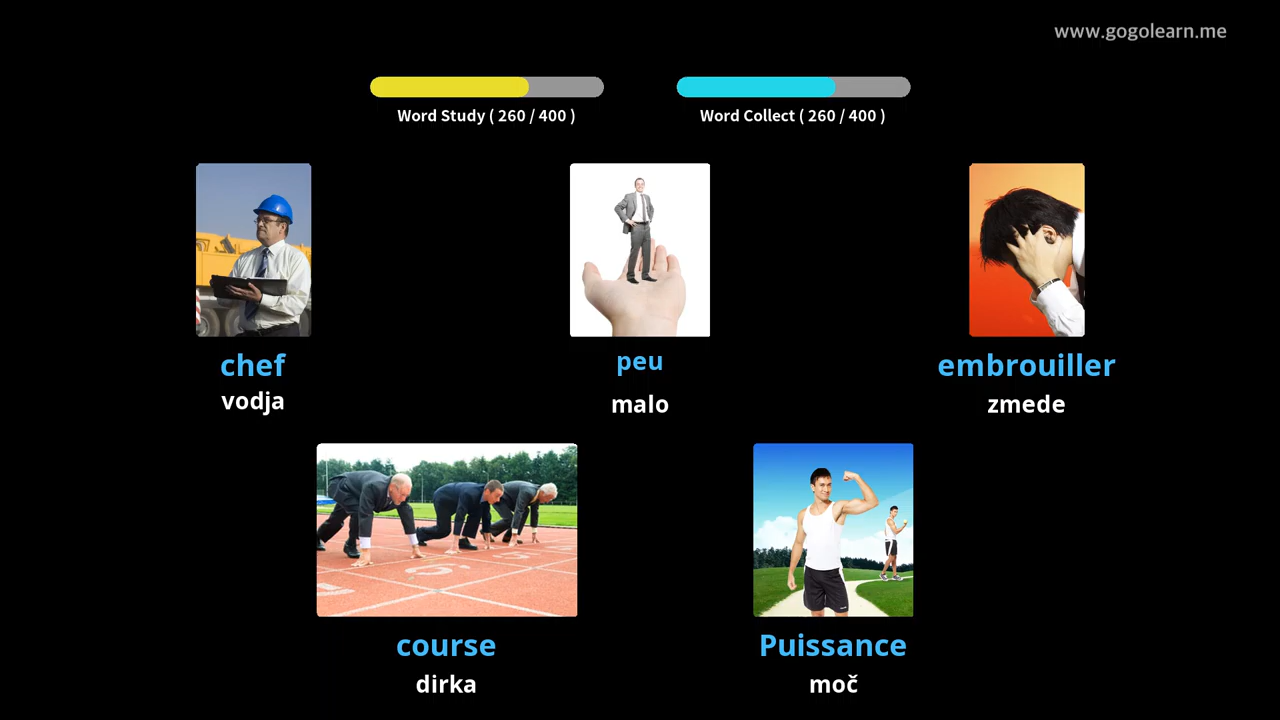 www.gogolearn.me
Word Study ( 260 / 400 )
Word Collect ( 260 / 400 )
chef
vodja
peu
malo
embrouiller
zmede
course
dirka
Puissance
moč